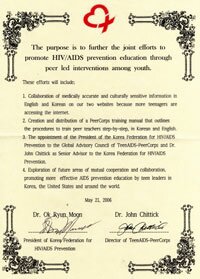 The purpose is to further the joint efforts to
promote HIV/AIDS prevention education through
peer led interventions among youth.
These efforts will include:
1. Collaboration of medically accurate and culturally sensitive information in
English and Korean on our two websites because more teenagers are
accessing the internet.
2. Creation and distribution of a PeerCorps training manual that outlines
the procedures to train peer teachers step-by-step, in Korean and English.
3. The appointment of the president of Korea Federation for HIV/AIDS
Prevention to the Global Advisory Council of TeenAIDS-PeerCorps and Dr.
John Chittick as Senior Advisor to the Korea Federation for HIV/AIDS
Prevention.
4. Exploration of future areas of mutual cooperation and collaboration,
promoting more effective AIDS prevention education by teen leaders in
Korea, the United States and around the world.
May 21, 2006
Dr. Ok Kyun Moon Dr. John Chittick
President of Korea Federation for Director of TeenAIDS-PeerCorps
HIV/AIDS Prevention